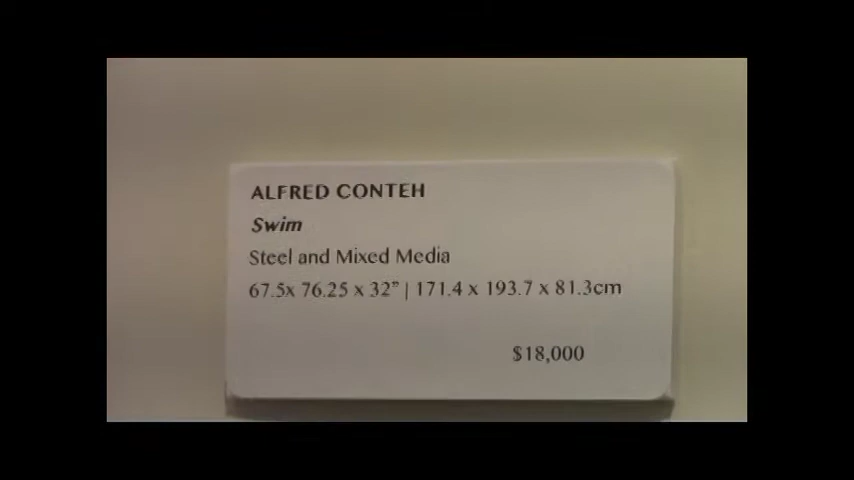 ALFRED CONTEH
Swim
Steel and Mixed Media
67.5x 76.25 x 32” | 171.4 x 193.7 x 81.3cm
$18,000